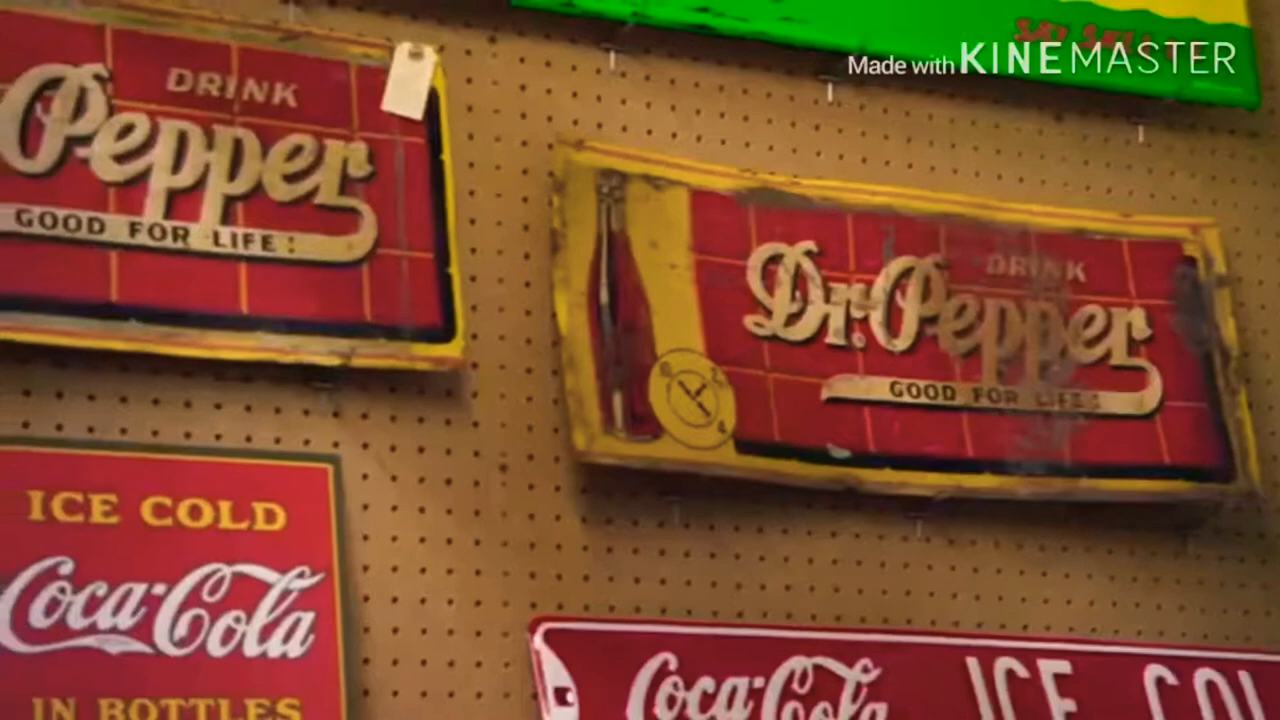 Made with KINEMASTER
DRINK
Pepper
GOOD FOR LIFE!
DRINK
Dr. Pepper
GOOD FOR LIFE!
ICE COLD
Coca-Cola
IN BOTTLES
Coca-Cola ICE